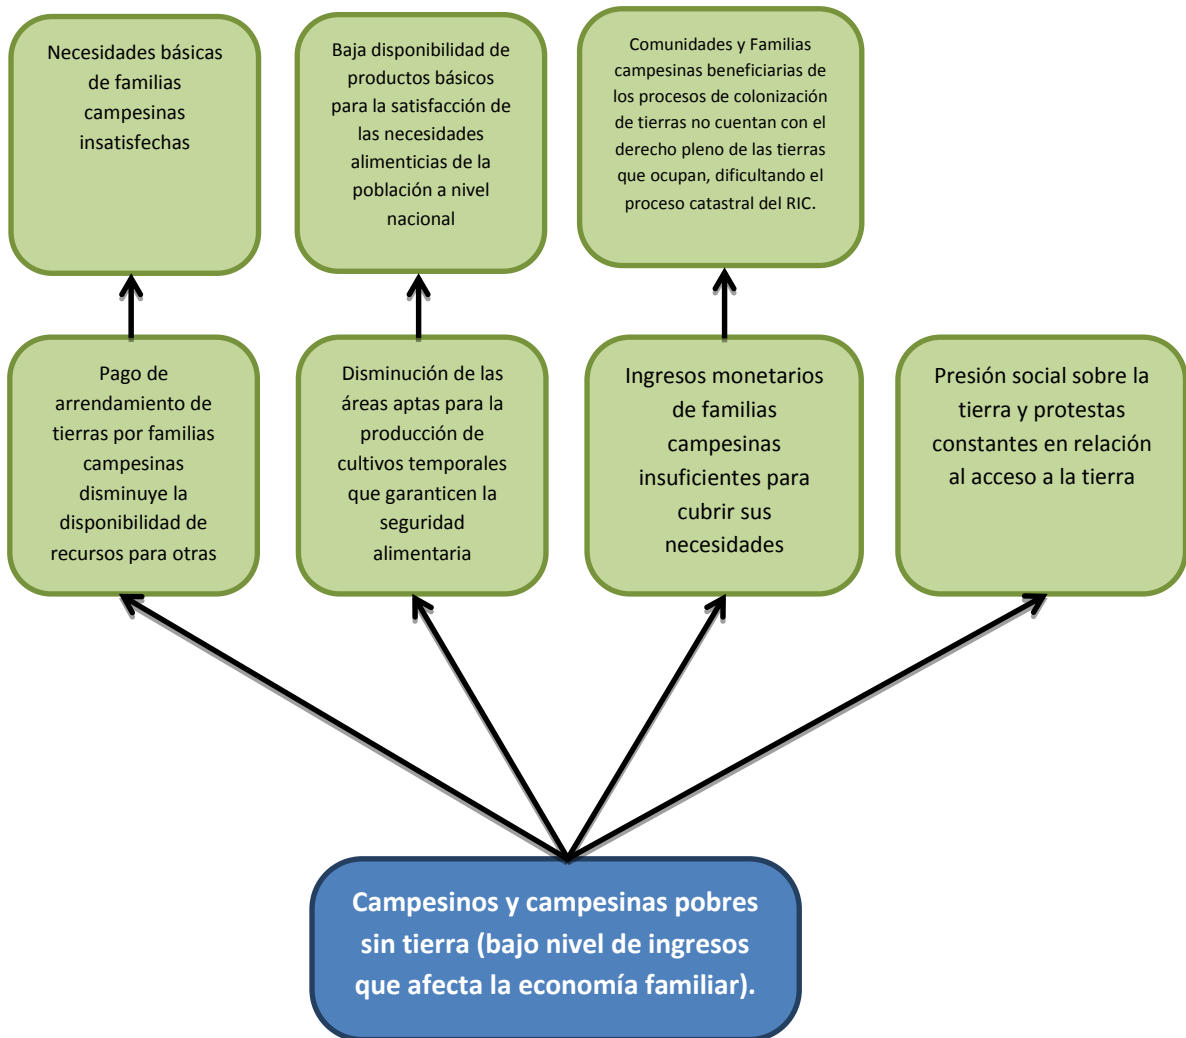 Necesidades básicas
de familias
campesinas
insatisfechas
Baja disponibilidad de
productos básicos
para la satisfacción de
las necesidades
alimenticias de la
población a nivel
nacional
Comunidades y Familias
campesinas beneficiarias de
los procesos de colonización
de tierras no cuentan con el
derecho pleno de las tierras
que ocupan, dificultando el
proceso catastral del RIC.
Pago de
arrendamiento de
tierras por familias
campesinas
disminuye la
disponibilidad de
recursos para otras
Disminución de las
áreas aptas para la
producción de
cultivos temporales
que garanticen la
seguridad
alimentaria
Ingresos monetarios
de familias
campesinas
insuficientes para
cubrir sus
necesidades
Presión social sobre la
tierra y protestas
constantes en relación
al acceso a la tierra
Campesinos y campesinas pobres
sin tierra (bajo nivel de ingresos
que afecta la economía familiar).